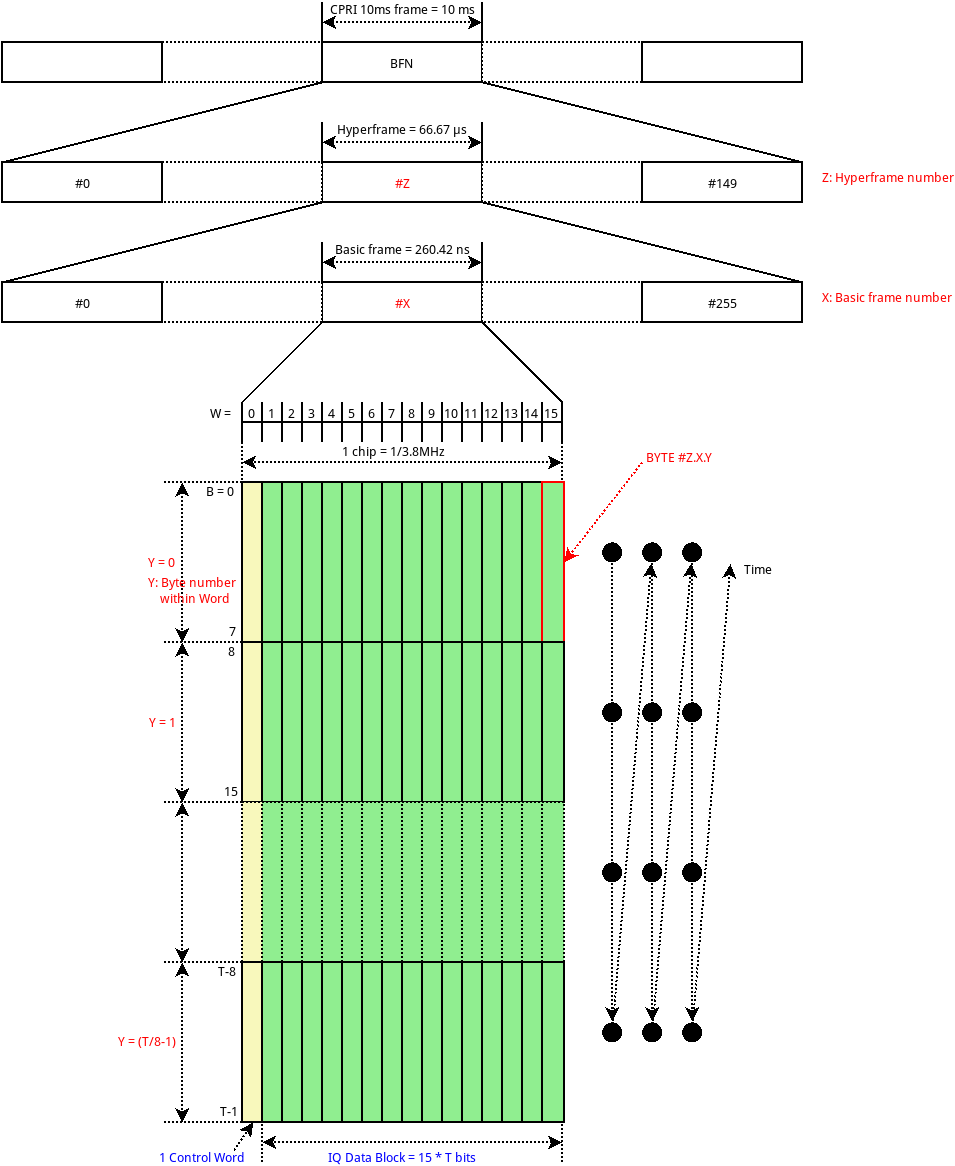 CPRI 10ms frame = 10 ms
BFN
Hyperframe = 66.67 µs
#0
#Z
#149
Z: Hyperframe number
Basic frame = 260.42 ns
#0
#X
#255
X: Basic frame number
W = 0 1 2 3 4 5 6 7 8 9 10 11 12 13 14 15
1 chip = 1/3.8MHz
BYTE #Z.X.Y
B = 0
Y = 0
Y: Byte number
within Word
Time
7
8
Y = 1
15
T-8
Y = (T/8-1)
T-1
1 Control Word
IQ Data Block = 15 * T bits